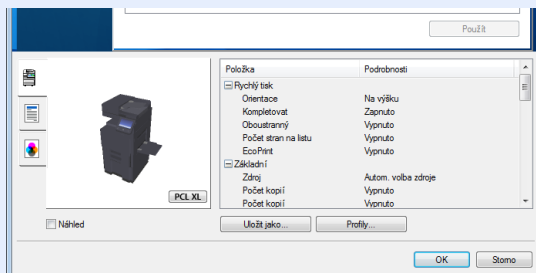 Použít
Položka Podrobnosti
Rychlý tisk
Orientace Na výšku
Kompletovat Zapnuto
Oboustranný Vypnuto
Počet stran na listu Vypnuto
EcoPrint Vypnuto
Základní
Zdroj Autom. volba zdroje
Počet kopií Vypnuto
Počet kopií Vypnuto
PCL XL
Náhled Uložit jako... Profily...
OK Storno